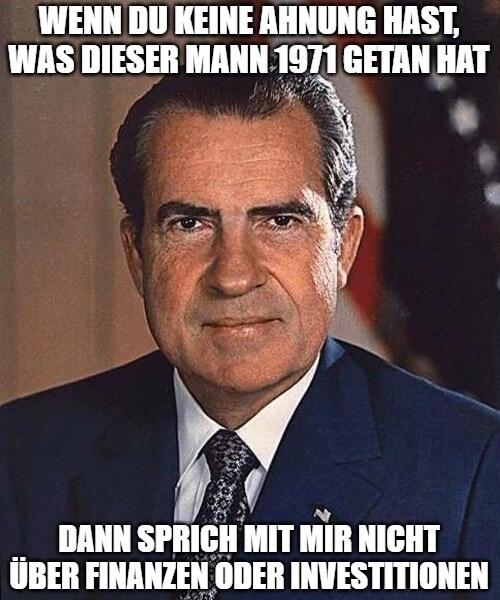 WENN DU KEINE AHNUNG HAST,
WAS DIESER MANN 1971 GETAN HAT
DANN SPRICH MIT MIR NICHT
ÜBER FINANZEN ODER INVESTITIONEN